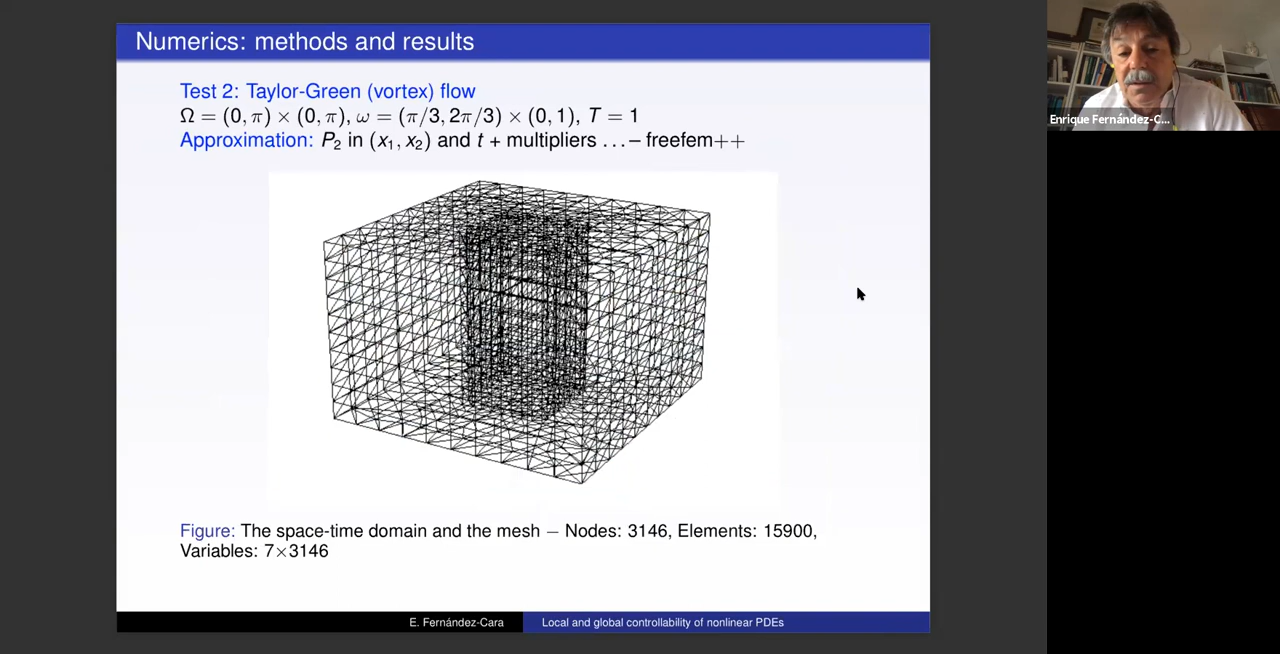 Numerics: methods and results
Test 2: Taylor-Green (vortex) flow
Ω = (0, π) × (0, π), ω = (π/3, 2π/3) × (0, 1), T = 1
Approximation: P₂ in (x₁, x₂) and t + multipliers ... – freefem++
Figure: The space-time domain and the mesh – Nodes: 3146, Elements: 15900,
Variables: 7×3146
E. Fernández-Cara
Local and global controllability of nonlinear PDEs
Enrique Fernández-C...